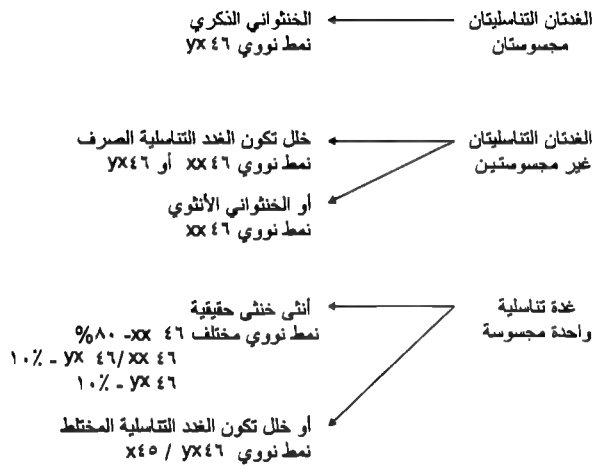 الغدتان التناسليتان
مجسوستان
الخنثواني الذكري
نمط نووي ٤٦ yx
الغدتان التناسليتان
غير مجسوستين
خلل تكون الغدد التناسلية الصرف
نمط نووي ٤٦ xx أو ٤٦ yx
أو الخنثواني الأنثوي
نمط نووي ٤٦ xx
غدة تناسلية
واحدة مجسوسة
أنثى خنثى حقيقية
نمط نووي مختلف ٤٦ xx- ٨٠%
٤٦ yx ٤٦/xx - ١٠٪
٤٦ yx - ١٠٪
أو خلل تكون الغدد التناسلية المختلط
نمط نووي ٤٦yx / ٤٥x